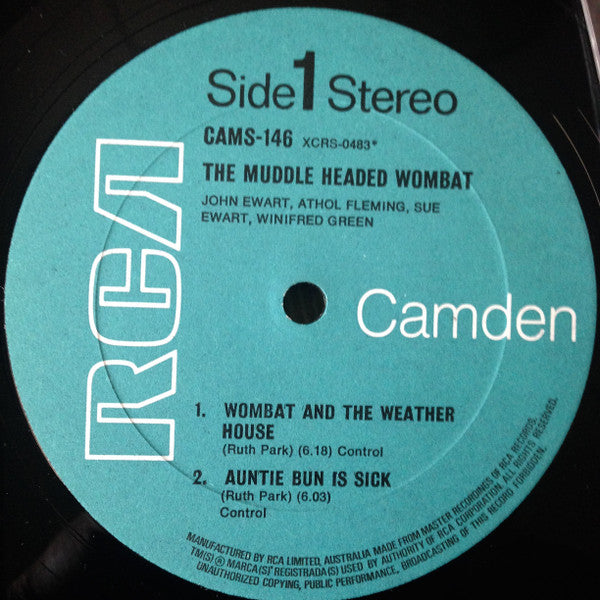 Side 1 Stereo
CAMS-146 XCRS-0483*
THE MUDDLE HEADED WOMBAT
JOHN EWART, ATHOL FLEMING, SUE
EWART, WINIFRED GREEN
RCA
Camden
1. WOMBAT AND THE WEATHER
HOUSE
(Ruth Park) (6.18) Control
2. AUNTIE BUN IS SICK
(Ruth Park) (6.03)
Control
MANUFACTURED BY RCA LIMITED, AUSTRALIA MADE FROM MASTER RECORDINGS OF RCA RECORDS.
TM(S) ® MARCA(S) REGISTRADA(S) USED BY AUTHORITY OF RCA CORPORATION. ALL RIGHTS RESERVED.
UNAUTHORIZED COPYING, PUBLIC PERFORMANCE, BROADCASTING OF THIS RECORD FORBIDDEN.